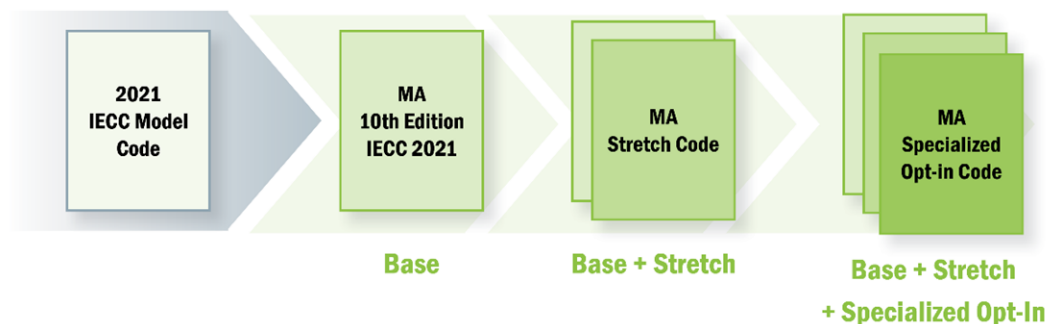 2021
IECC Model
Code
MA
10th Edition
IECC 2021
MA
Stretch Code
MA
Specialized
Opt-in Code
Base
Base + Stretch
Base + Stretch
+ Specialized Opt-In